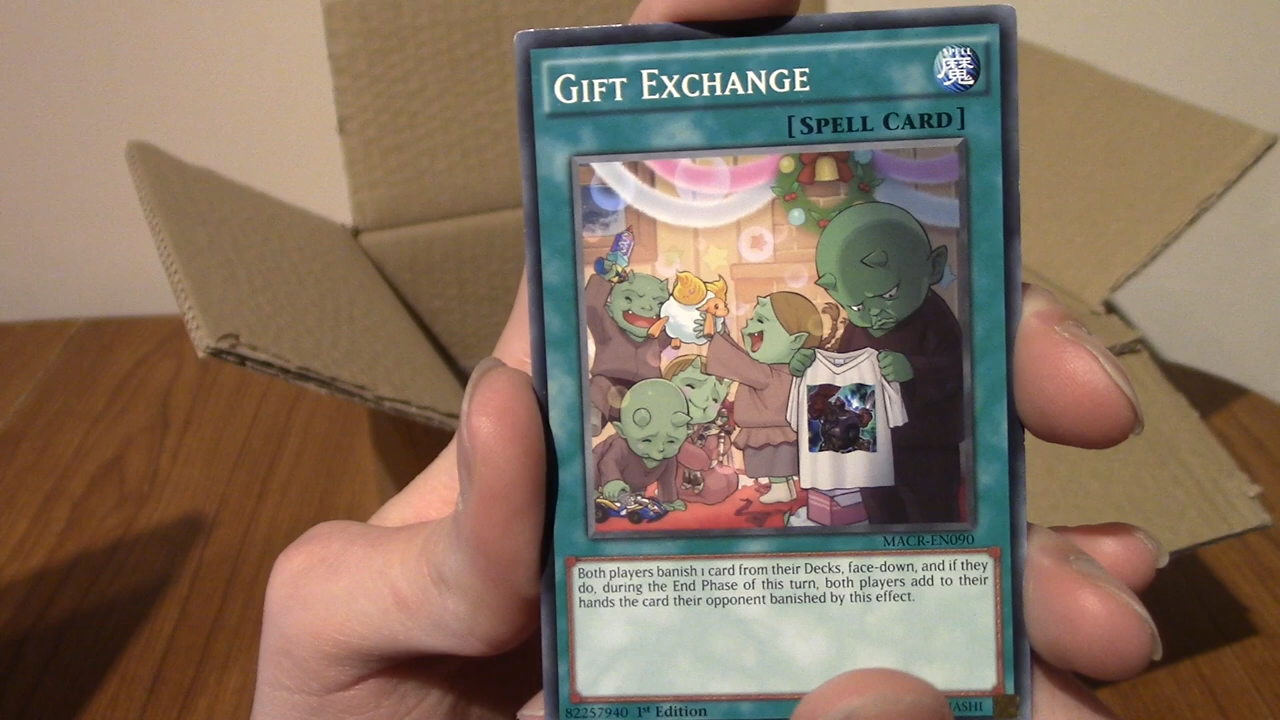 GIFT EXCHANGE
SPELL
魔
[SPELL CARD]
MACR-EN090
Both players banish 1 card from their Decks, face-down, and if they
do, during the End Phase of this turn, both players add to their
hands the card their opponent banished by this effect.
82257940 1st Edition